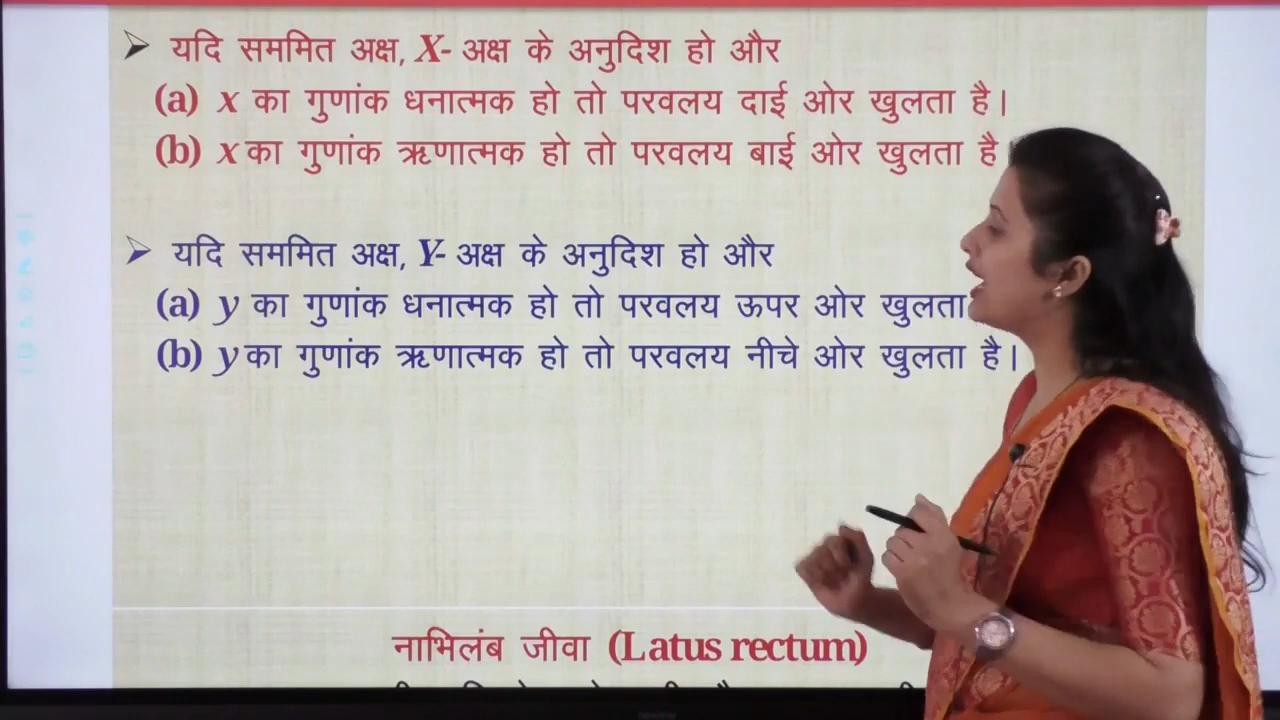 ➢ यदि सममित अक्ष, X- अक्ष के अनुदिश हो और
(a) x का गुणांक धनात्मक हो तो परवलय दाई ओर खुलता है।
(b) x का गुणांक ऋणात्मक हो तो परवलय बाई ओर खुलता है
➢ यदि सममित अक्ष, Y- अक्ष के अनुदिश हो और
(a) y का गुणांक धनात्मक हो तो परवलय ऊपर ओर खुलता
(b) y का गुणांक ऋणात्मक हो तो परवलय नीचे ओर खुलता है।
नाभिलंब जीवा (Latus rectum)